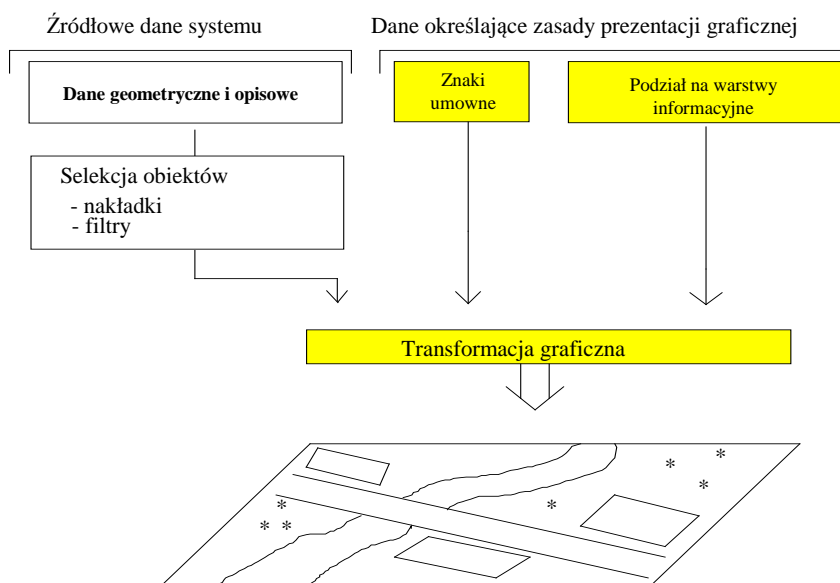 Źródłowe dane systemu
Dane określające zasady prezentacji graficznej
Dane geometryczne i opisowe
Znaki
umowne
Podział na warstwy
informacyjne
Selekcja obiektów
- nakładki
- filtry
Transformacja graficzna